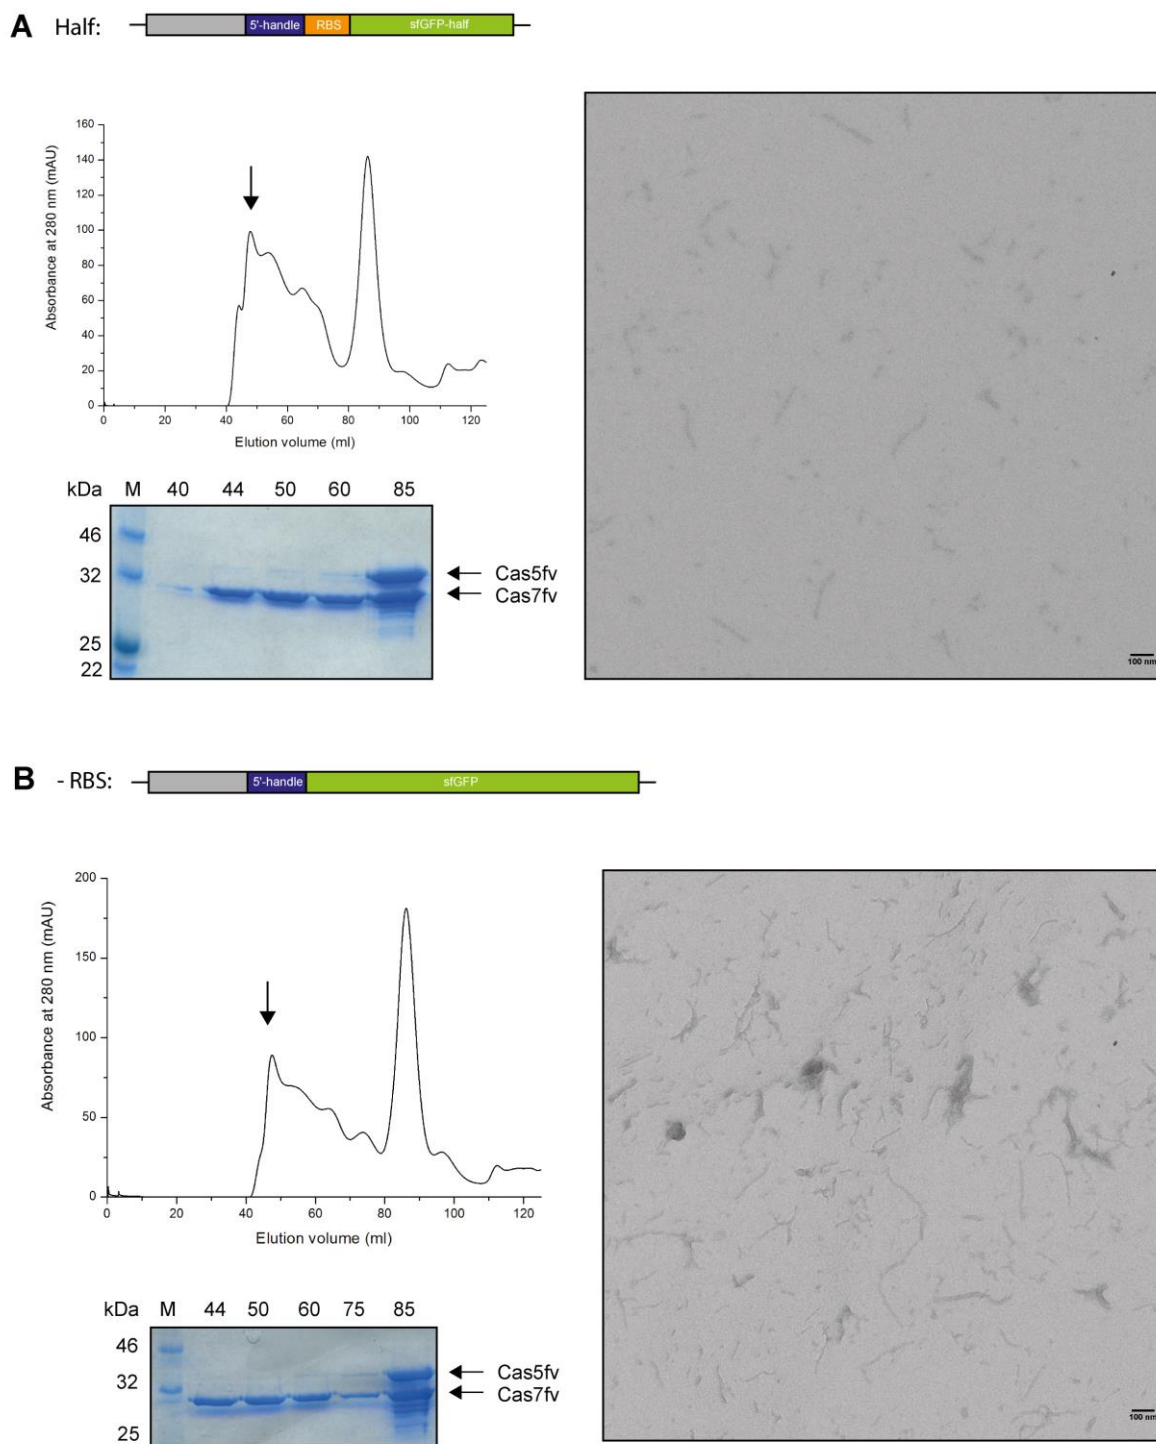 A Half: 5'-handle RBS sfGFP-half
160
140
120
100
80
60
40
20
0
Absorbance at 280 nm (mAU)
0 20 40 60 80 100 120
Elution volume (ml)
kDa M 40 44 50 60 85
46
32
25
22
Cas5fv
Cas7fv
100 nm
B - RBS: 5'-handle sfGFP
200
150
100
50
0
Absorbance at 280 nm (mAU)
0 20 40 60 80 100 120
Elution volume (ml)
kDa M 44 50 60 75 85
46
32
25
Cas5fv
Cas7fv
100 nm